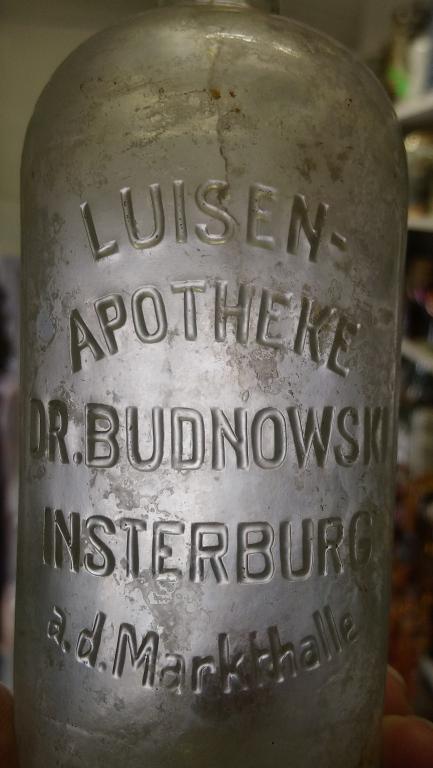 LUISEN-
APOTHEKE
DR.BUDNOWSKI
INSTERBURG
a.d.Markthalle